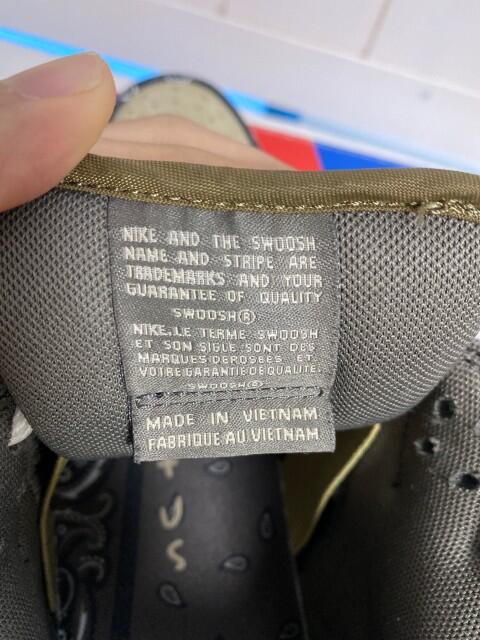 NIKE AND THE SWOOSH
NAME AND STRIPE ARE
TRADEMARKS AND YOUR
GUARANTEE OF QUALITY
SWOOSH®
NIKE, LE TERME SWOOSH
ET SON SIGLE SONT DES
MARQUES DEPOSEES ET
VOTRE GARANTIE DE QUALITE.
SWOOSH®
MADE IN VIETNAM
FABRIQUE AU VIETNAM
U
S